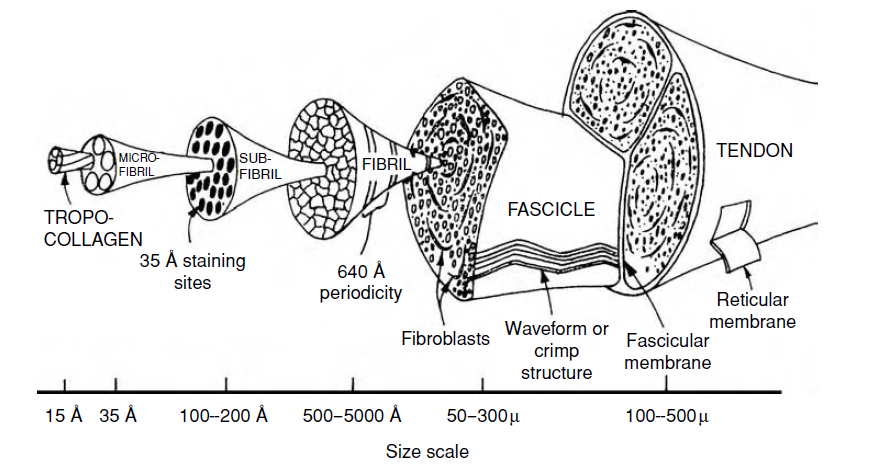 TENDON
MICRO-
FIBRIL
SUB-
FIBRIL
FIBRIL
FASCICLE
TROPO-
COLLAGEN
35 Å staining
sites
640 Å
periodicity
Fibroblasts
Waveform or
crimp
structure
Fascicular
membrane
Reticular
membrane
15 Å 35 Å 100–200 Å 500–5000 Å 50–300μ 100--500μ
Size scale